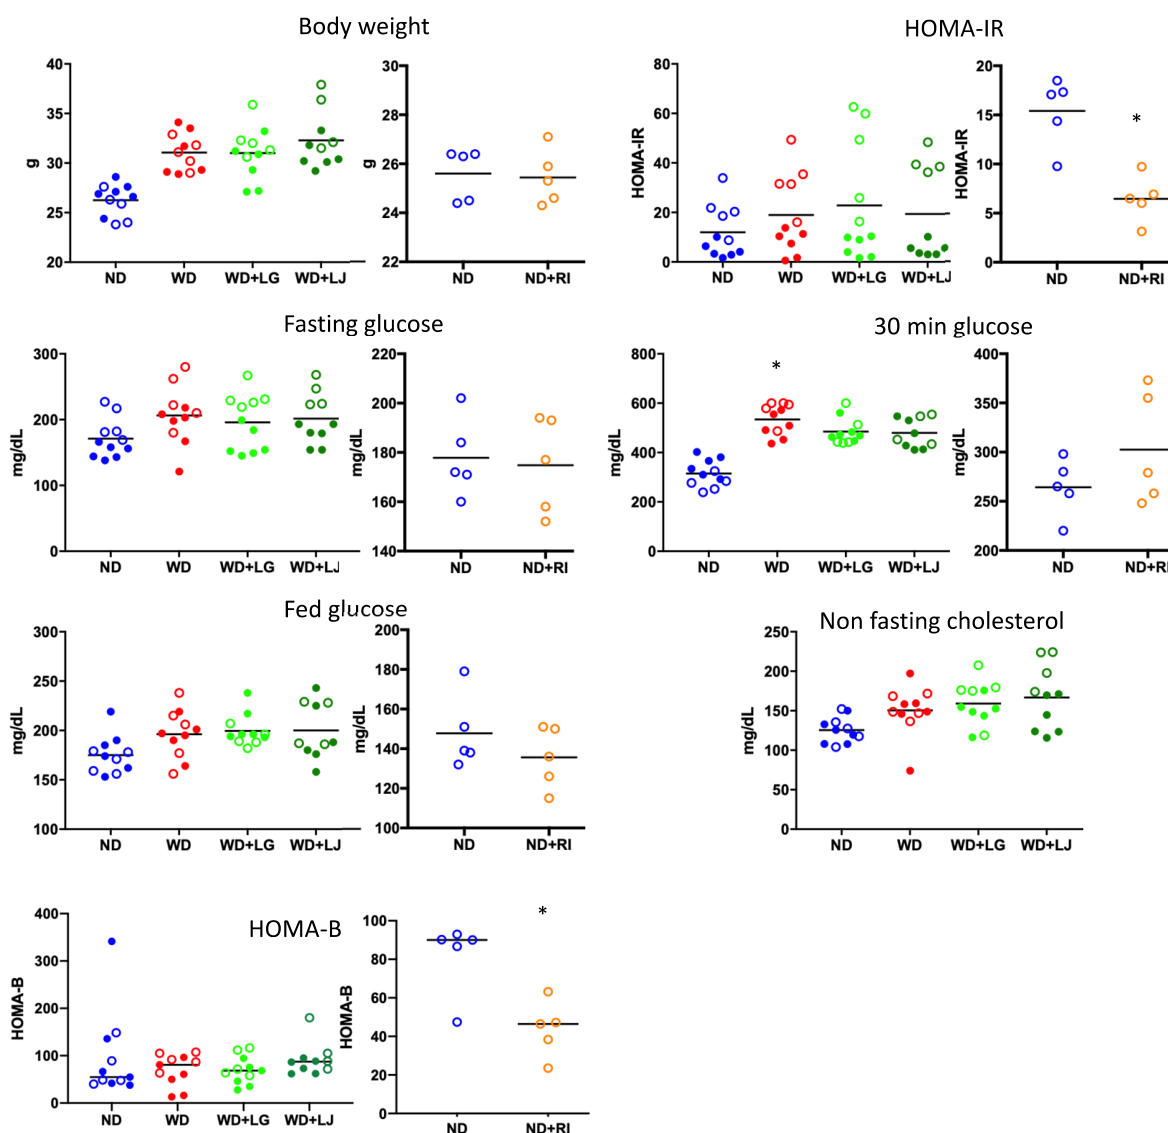 Body weight
HOMA-IR
40
35
30
25
20
g
ND
WD
WD+LG
WD+LJ
30
28
26
24
22
g
ND
ND+RI
80
60
40
20
0
HOMA-IR
ND
WD
WD+LG
WD+LJ
20
15
10
5
0
HOMA-IR
*
ND
ND+RI
Fasting glucose
30 min glucose
300
200
100
0
mg/dL
ND
WD
WD+LG
WD+LJ
220
200
180
160
140
mg/dL
ND
ND+RI
800
600
400
200
0
mg/dL
*
ND
WD
WD+LG
WD+LJ
400
350
300
250
200
mg/dL
ND
ND+RI
Fed glucose
Non fasting cholesterol
300
250
200
150
100
mg/dL
ND
WD
WD+LG
WD+LJ
200
180
160
140
120
100
mg/dL
ND
ND+RI
250
200
150
100
50
0
mg/dL
ND
WD
WD+LG
WD+LJ
HOMA-B
400
300
200
100
0
HOMA-B
ND
WD
WD+LG
WD+LJ
100
80
60
40
20
0
HOMA-B
*
ND
ND+RI